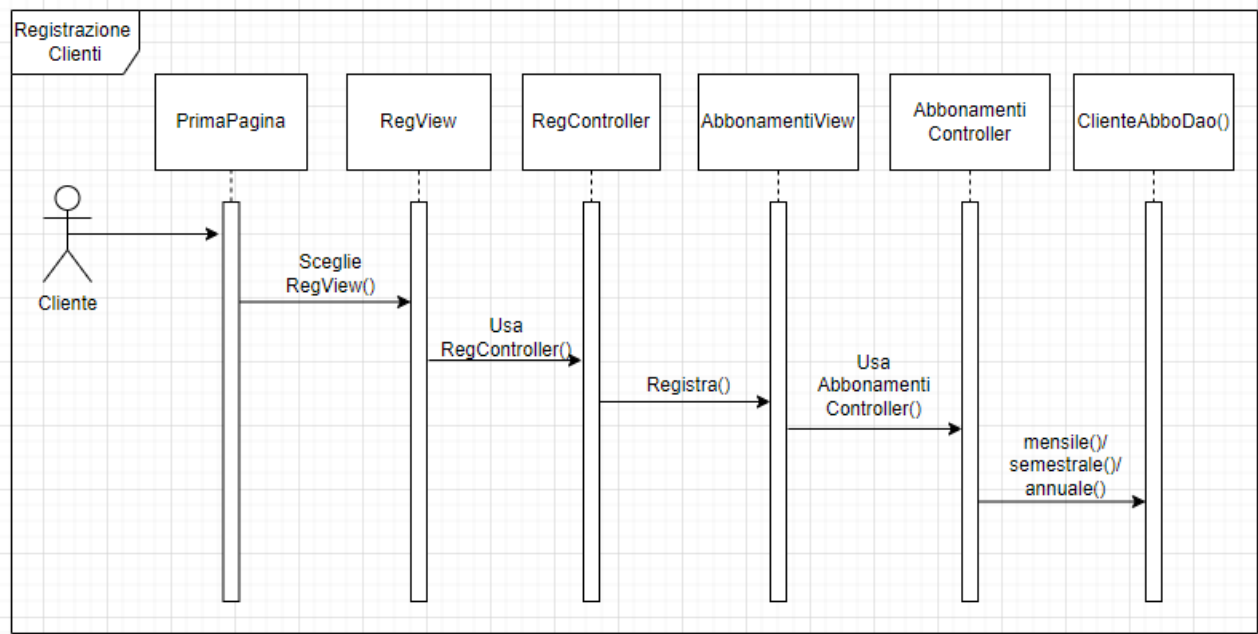 Registrazione
Clienti
PrimaPagina
RegView
RegController
AbbonamentiView
Abbonamenti
Controller
ClienteAbboDao()
Cliente
Sceglie
RegView()
Usa
RegController()
Registra()
Usa
Abbonamenti
Controller()
mensile()/
semestrale()/
annuale()